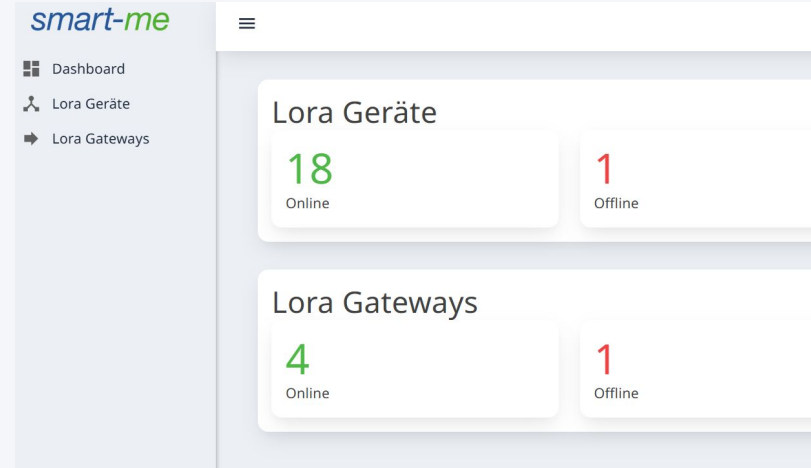 smart-me
Dashboard
Lora Geräte
Lora Gateways
Lora Geräte
18
Online
1
Offline
Lora Gateways
4
Online
1
Offline